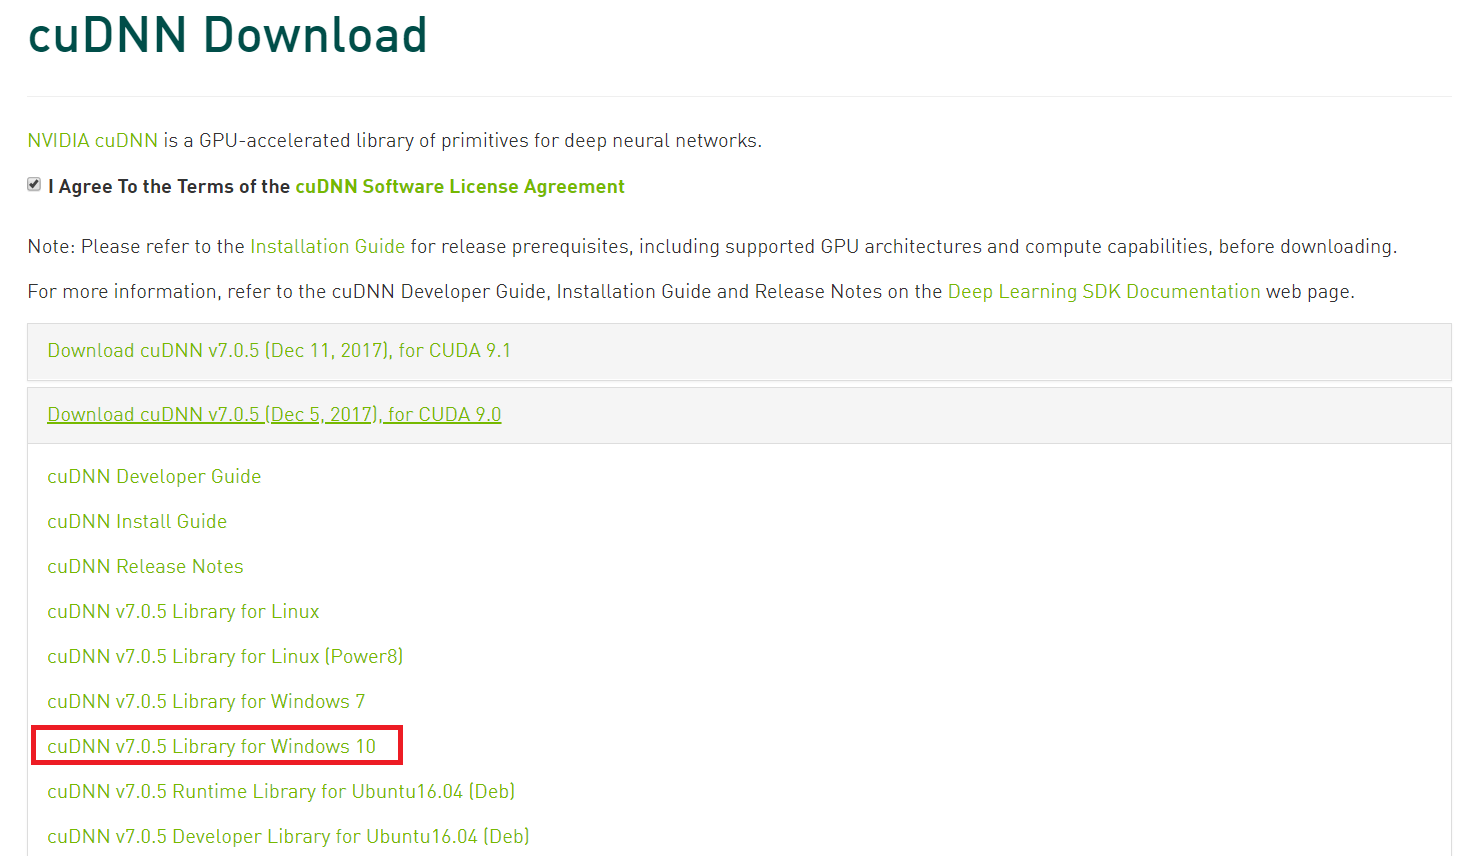 cuDNN Download
NVIDIA cuDNN is a GPU-accelerated library of primitives for deep neural networks.
I Agree To the Terms of the cuDNN Software License Agreement
Note: Please refer to the Installation Guide for release prerequisites, including supported GPU architectures and compute capabilities, before downloading.
For more information, refer to the cuDNN Developer Guide, Installation Guide and Release Notes on the Deep Learning SDK Documentation web page.
Download cuDNN v7.0.5 (Dec 11, 2017), for CUDA 9.1
Download cuDNN v7.0.5 (Dec 5, 2017), for CUDA 9.0
cuDNN Developer Guide
cuDNN Install Guide
cuDNN Release Notes
cuDNN v7.0.5 Library for Linux
cuDNN v7.0.5 Library for Linux (Power8)
cuDNN v7.0.5 Library for Windows 7
cuDNN v7.0.5 Library for Windows 10
cuDNN v7.0.5 Runtime Library for Ubuntu16.04 (Deb)
cuDNN v7.0.5 Developer Library for Ubuntu16.04 (Deb)